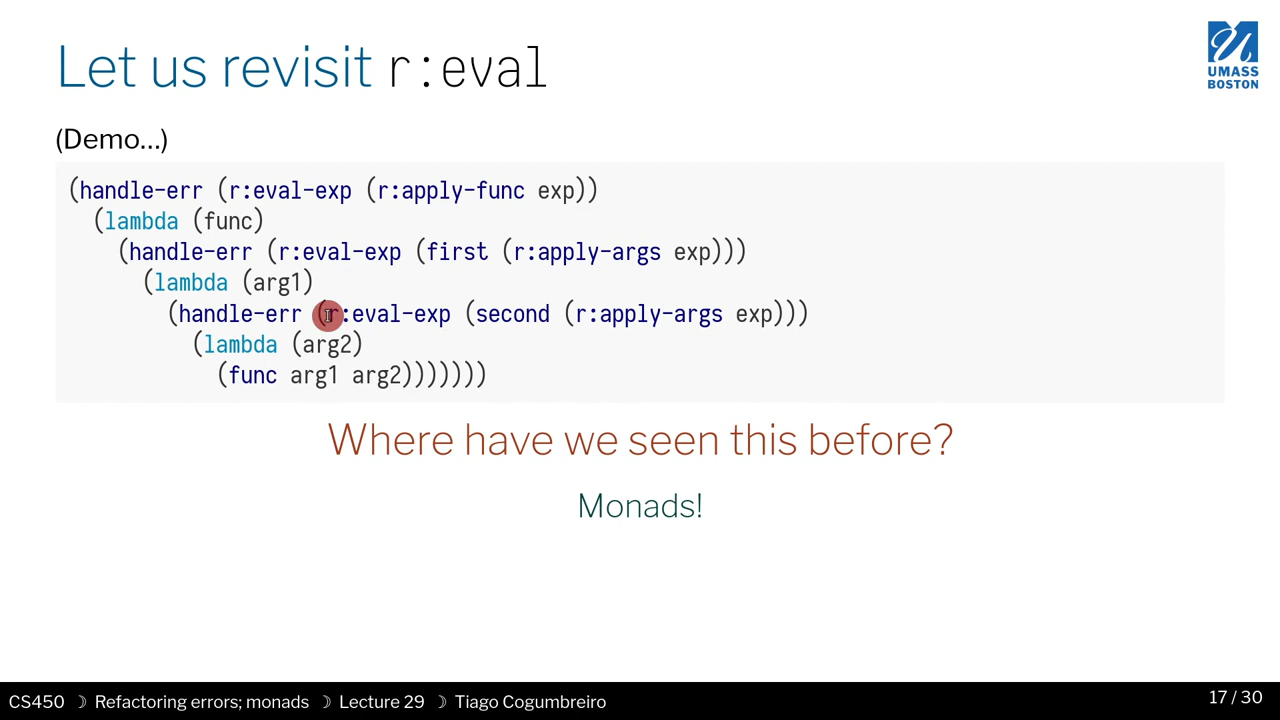 Let us revisit r:eval
UMASS
BOSTON
(Demo...)
(handle-err (r:eval-exp (r:apply-func exp))
(lambda (func)
(handle-err (r:eval-exp (first (r:apply-args exp)))
(lambda (arg1)
(handle-err (r:eval-exp (second (r:apply-args exp)))
(lambda (arg2)
(func arg1 arg2)))))))
Where have we seen this before?
Monads!
CS450 ☽ Refactoring errors; monads ☽ Lecture 29 ☽ Tiago Cogumbreiro
17 / 30